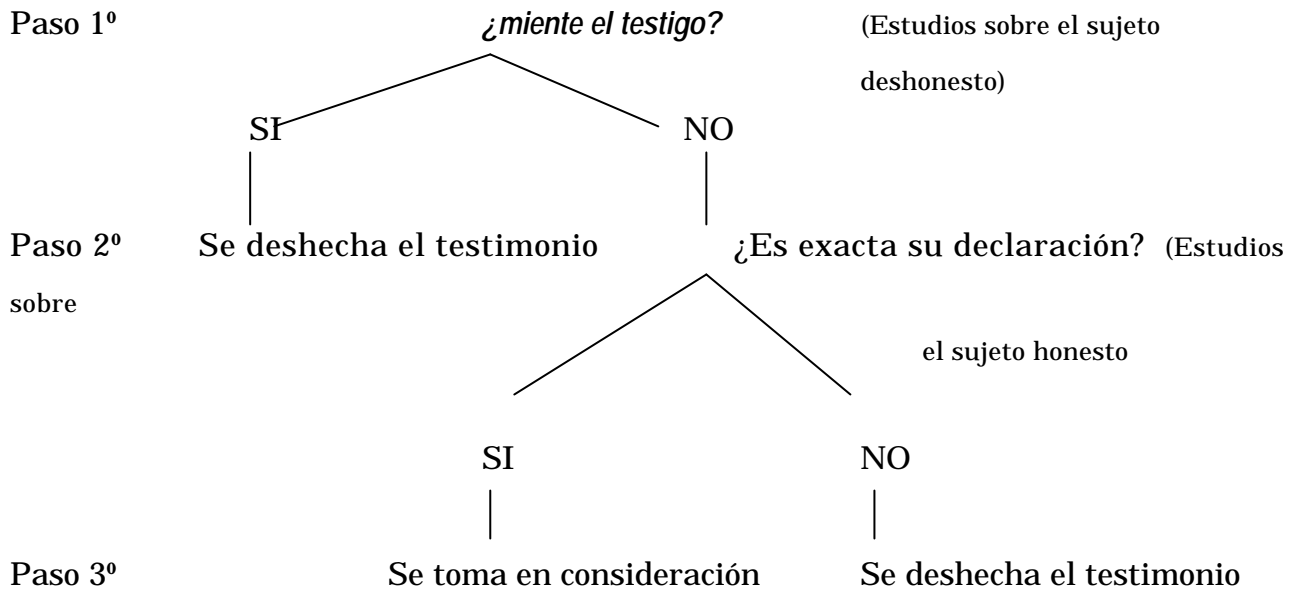 Paso 1º ¿miente el testigo? (Estudios sobre el sujeto
deshonesto)
SI NO
Paso 2º Se deshecha el testimonio ¿Es exacta su declaración? (Estudios
sobre
el sujeto honesto
SI NO
Paso 3º Se toma en consideración Se deshecha el testimonio